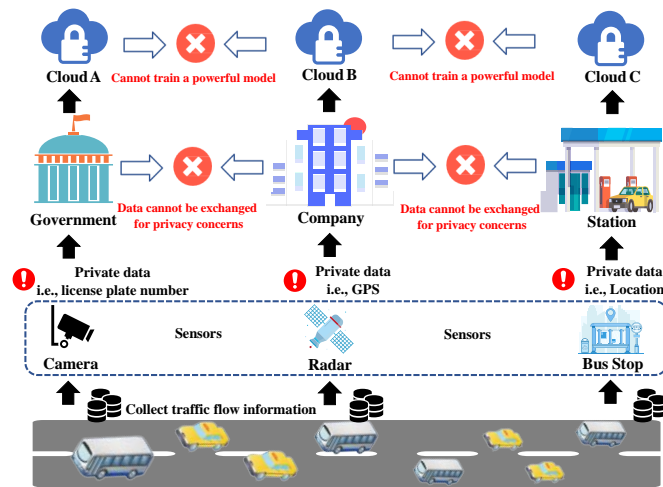 Cloud A
Cloud B
Cloud C
Cannot train a powerful model
Cannot train a powerful model
Government
Company
Station
Data cannot be exchanged
for privacy concerns
Data cannot be exchanged
for privacy concerns
Private data
i.e., license plate number
Private data
i.e., GPS
Private data
i.e., Location
Sensors
Sensors
Camera
Radar
Bus Stop
Collect traffic flow information